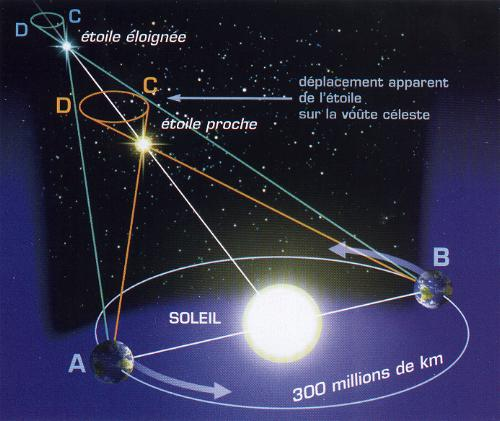 D C
étoile éloignée
D C
déplacement apparent
de l'étoile
sur la voûte céleste
étoile proche
B
SOLEIL
A
300 millions de km